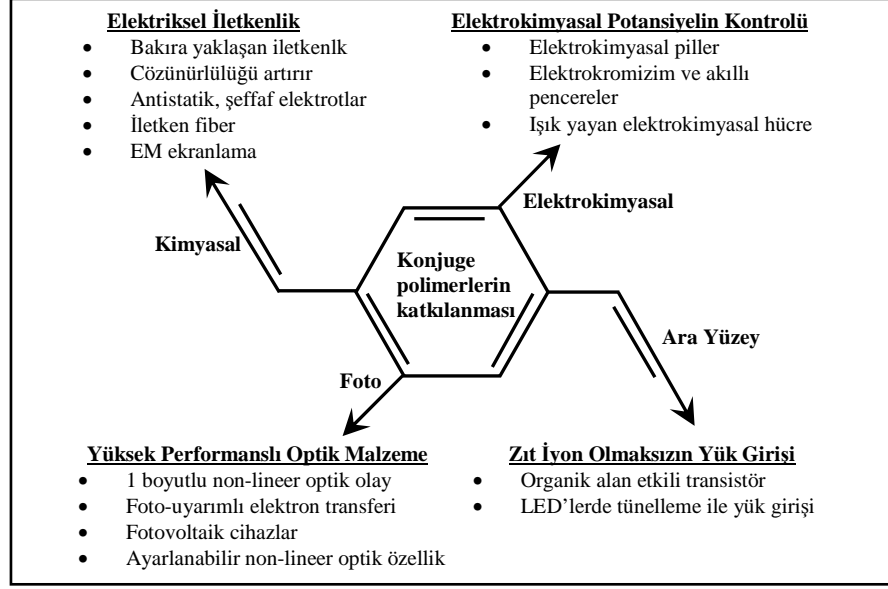 Elektriksel İletkenlik
• Bakıra yaklaşan iletkenlk
• Cözünürlülüğü artırır
• Antistatik, şeffaf elektrotlar
• İletken fiber
• EM ekranlama
Elektrokimyasal Potansiyelin Kontrolü
• Elektrokimyasal piller
• Elektrokromizim ve akıllı
pencereler
• Işık yayan elektrokimyasal hücre
Elektrokimyasal
Kimyasal
Konjuge
polimerlerin
katkılanması
Ara Yüzey
Foto
Yüksek Performanslı Optik Malzeme
• 1 boyutlu non-lineer optik olay
• Foto-uyarımlı elektron transferi
• Fotovoltaik cihazlar
• Ayarlanabilir non-lineer optik özellik
Zıt İyon Olmaksızın Yük Girişi
• Organik alan etkili transistör
• LED’lerde tünelleme ile yük girişi